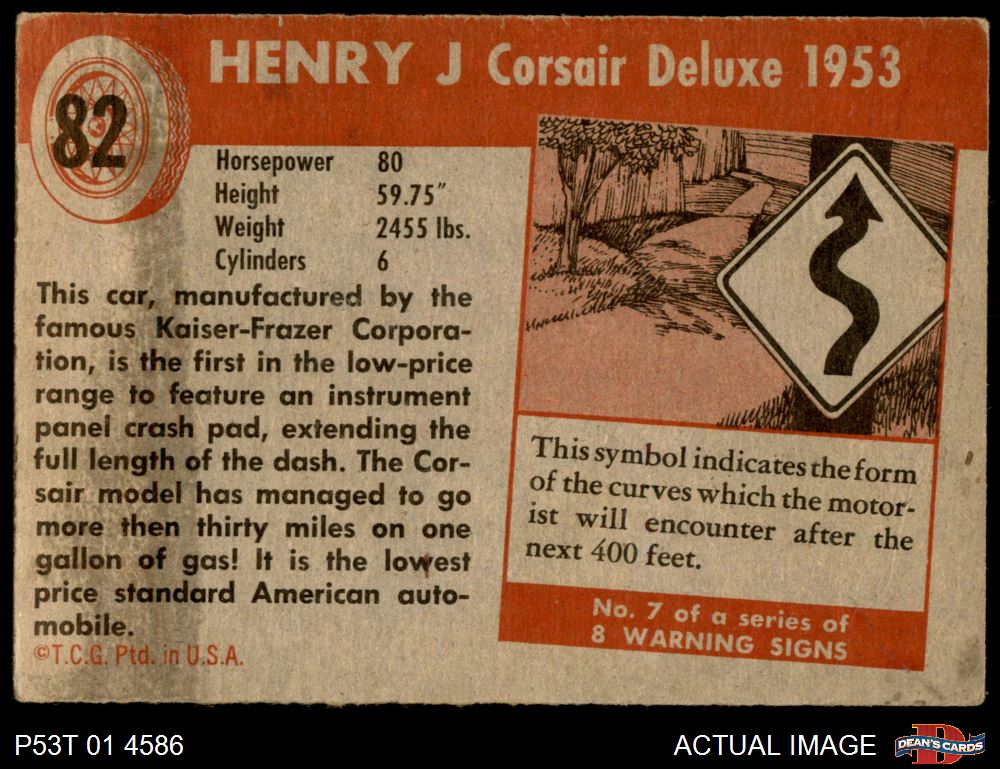 82
HENRY J Corsair Deluxe 1953
Horsepower 80
Height 59.75"
Weight 2455 lbs.
Cylinders 6
This car, manufactured by the
famous Kaiser-Frazer Corpora-
tion, is the first in the low-price
range to feature an instrument
panel crash pad, extending the
full length of the dash. The Cor-
sair model has managed to go
more then thirty miles on one
gallon of gas! It is the lowest
price standard American auto-
mobile.
©T.C.G. Ptd. in U.S.A.
This symbol indicates the form
of the curves which the motor-
ist will encounter after the
next 400 feet.
No. 7 of a series of
8 WARNING SIGNS
P53T 01 4586
ACTUAL IMAGE
DEAN'S CARDS